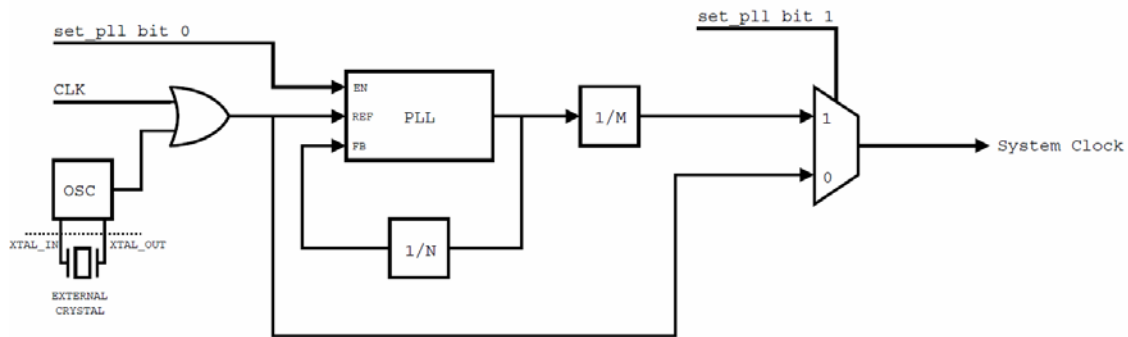 set_pll bit 0
set_pll bit 1
CLK
EN
REF
FB
PLL
1/M
1
0
System Clock
OSC
1/N
XTAL_IN
XTAL_OUT
EXTERNAL
CRYSTAL